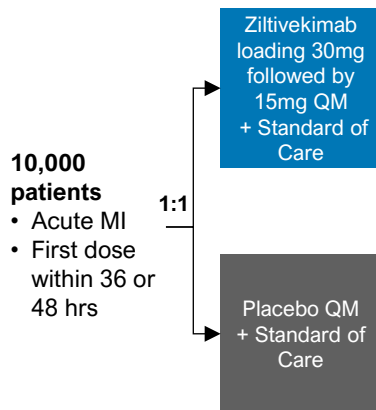 Ziltivekimab
loading 30mg
followed by
15mg QM
+ Standard of
Care
10,000
patients
• Acute MI
• First dose
within 36 or
48 hrs
1:1
Placebo QM
+ Standard of
Care